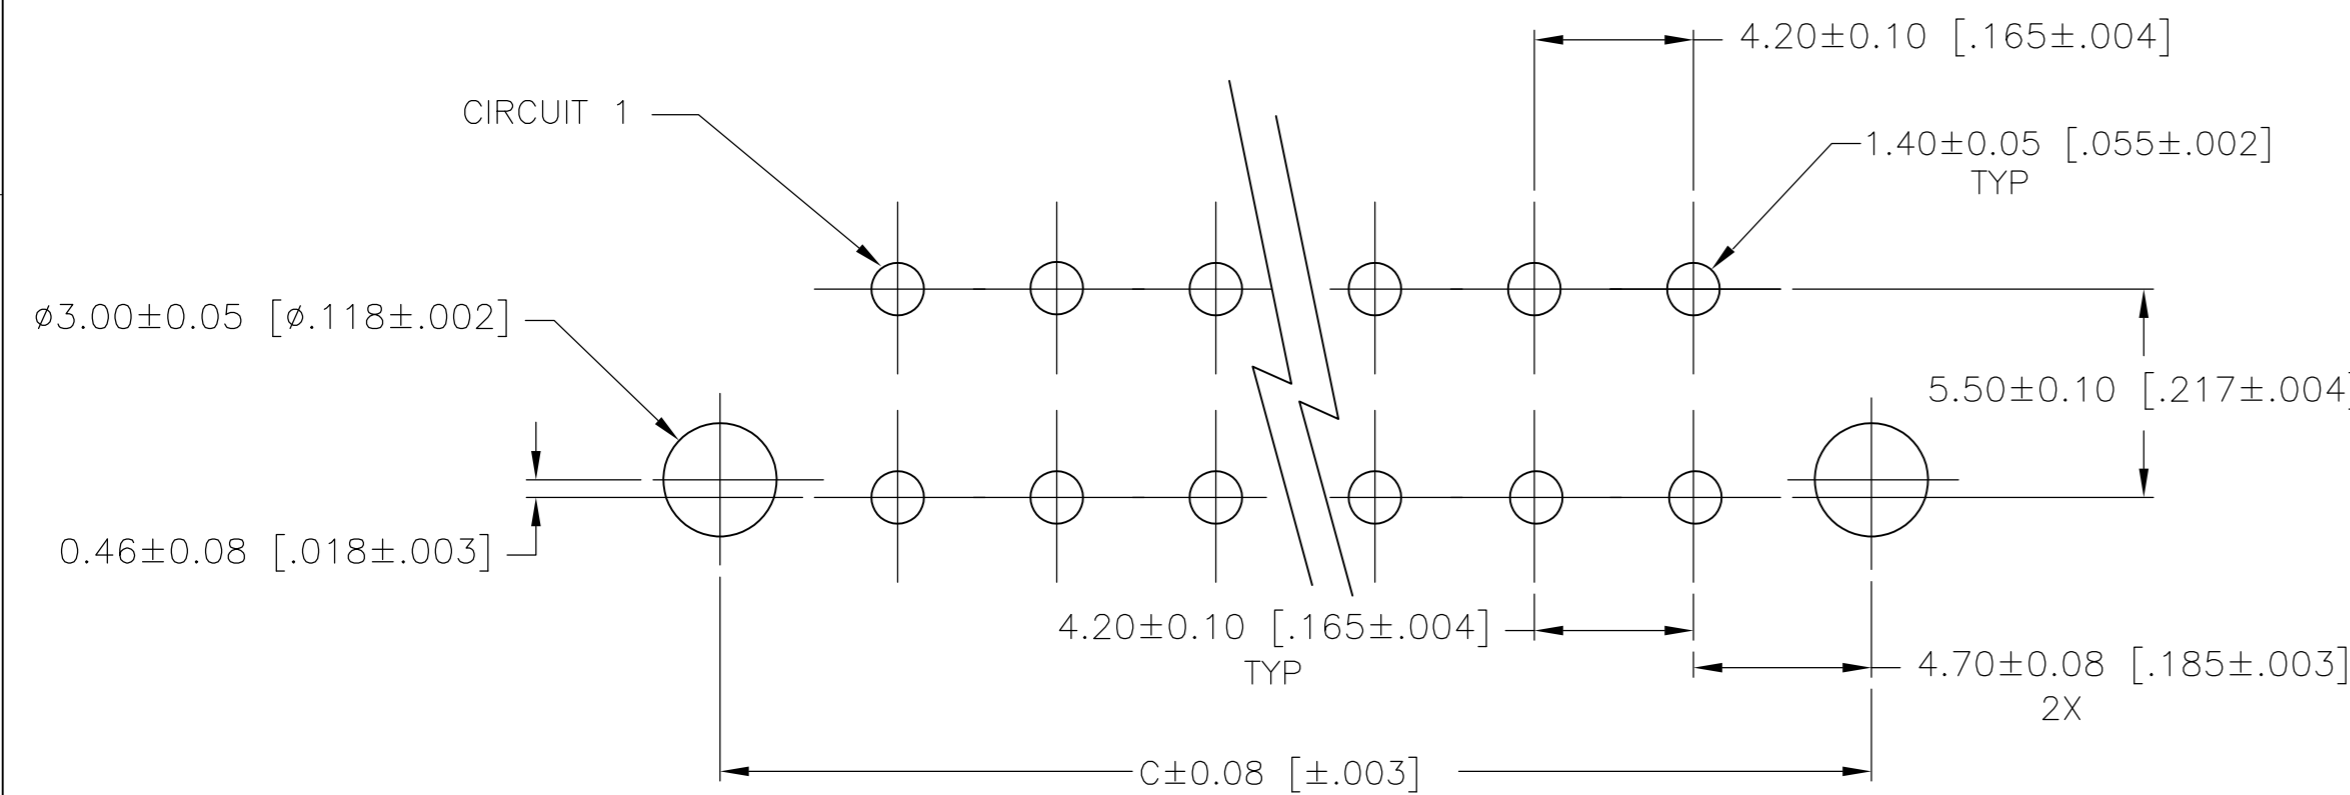 4.20±0.10 [.165±.004]
CIRCUIT 1
1.40±0.05 [.055±.002]
TYP
ø3.00±0.05 [ø.118±.002]
5.50±0.10 [.217±.004]
0.46±0.08 [.018±.003]
4.20±0.10 [.165±.004]
TYP
4.70±0.08 [.185±.003]
2X
C±0.08 [±.003]